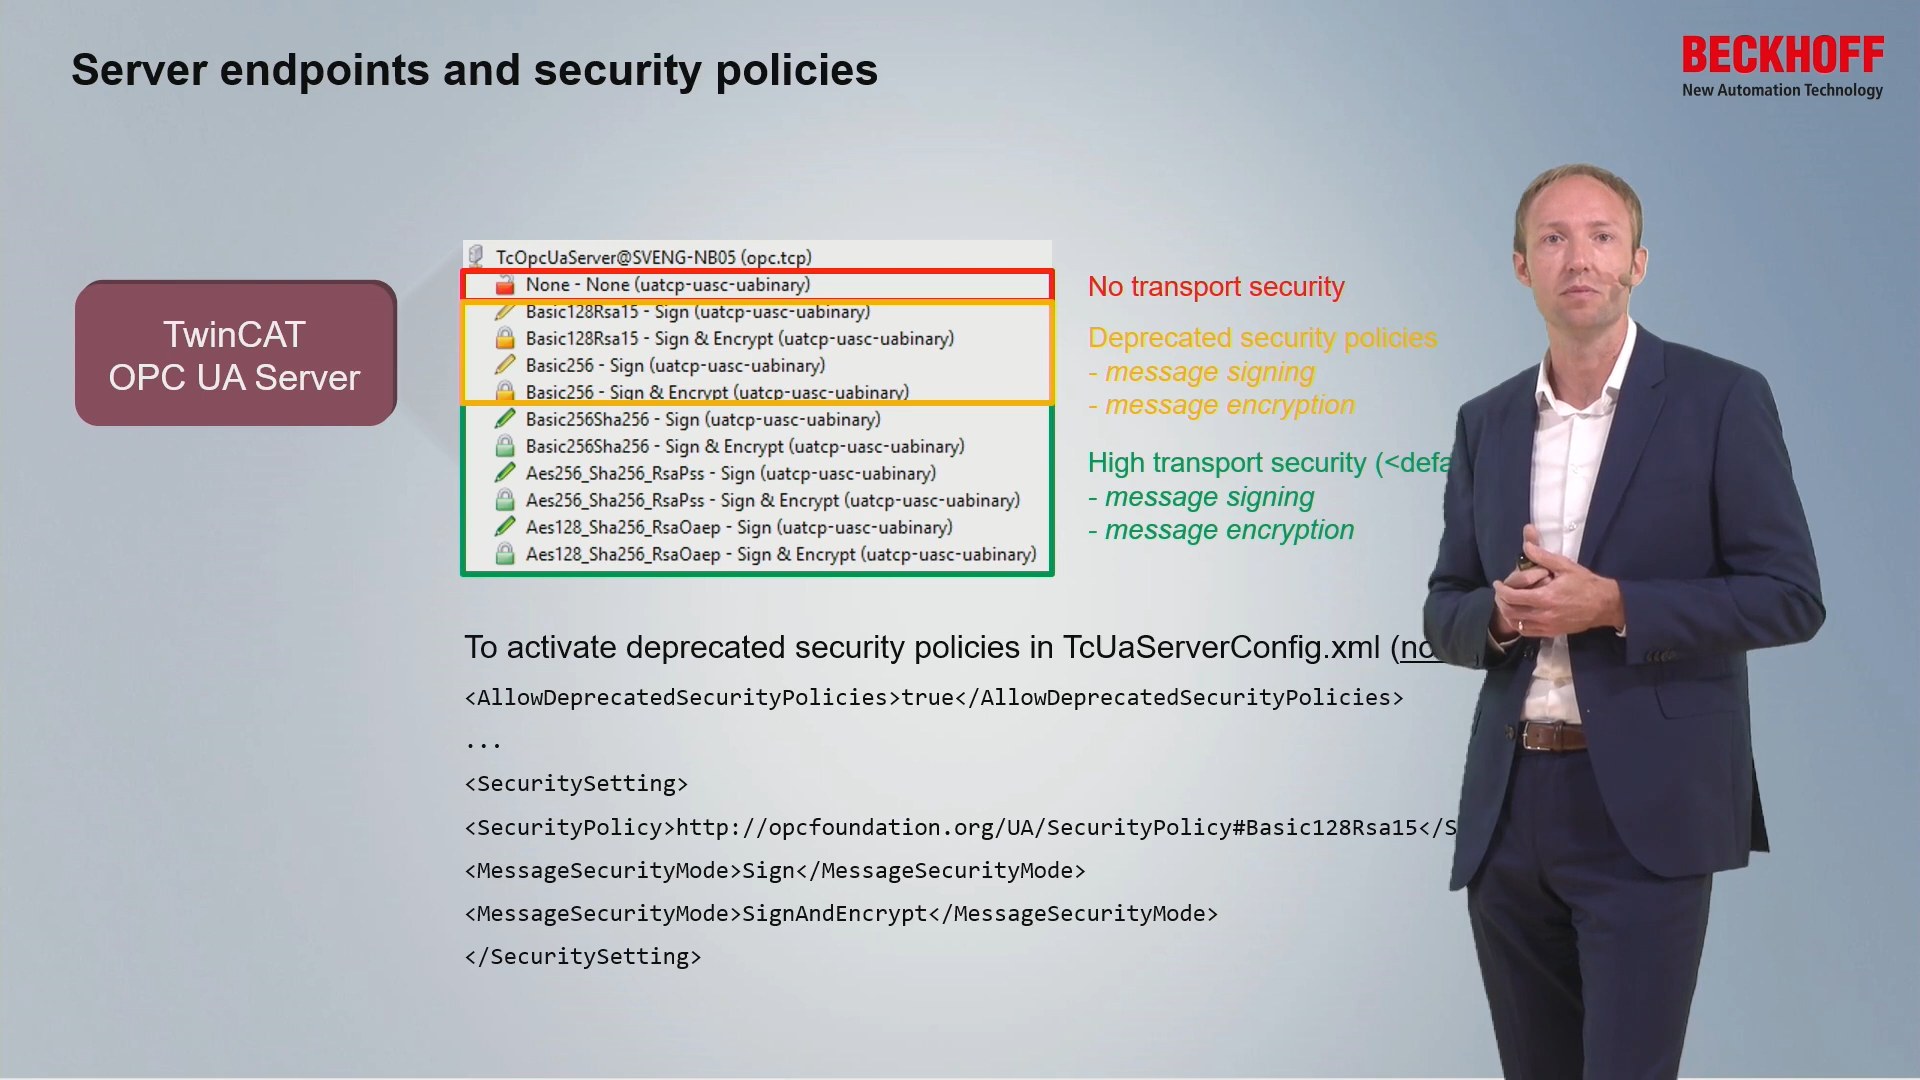 Server endpoints and security policies
BECKHOFF
New Automation Technology
TwinCAT
OPC UA Server
TcOpcUaServer@SVENG-NB05 (opc.tcp)
None - None (uatcp-uasc-uabinary)
Basic128Rsa15 - Sign (uatcp-uasc-uabinary)
Basic128Rsa15 - Sign & Encrypt (uatcp-uasc-uabinary)
Basic256 - Sign (uatcp-uasc-uabinary)
Basic256 - Sign & Encrypt (uatcp-uasc-uabinary)
Basic256Sha256 - Sign (uatcp-uasc-uabinary)
Basic256Sha256 - Sign & Encrypt (uatcp-uasc-uabinary)
Aes256_Sha256_RsaPss - Sign (uatcp-uasc-uabinary)
Aes256_Sha256_RsaPss - Sign & Encrypt (uatcp-uasc-uabinary)
Aes128_Sha256_RsaOaep - Sign (uatcp-uasc-uabinary)
Aes128_Sha256_RsaOaep - Sign & Encrypt (uatcp-uasc-uabinary)
No transport security
Deprecated security policies
- message signing
- message encryption
High transport security
- message signing
- message encryption
To activate deprecated security policies in TcUaServerConfig.xml
<AllowDeprecatedSecurityPolicies>true</AllowDeprecatedSecurityPolicies>
...
<SecuritySetting>
<SecurityPolicy>http://opcfoundation.org/UA/SecurityPolicy#Basic128Rsa15</S
<MessageSecurityMode>Sign</MessageSecurityMode>
<MessageSecurityMode>SignAndEncrypt</MessageSecurityMode>
</SecuritySetting>